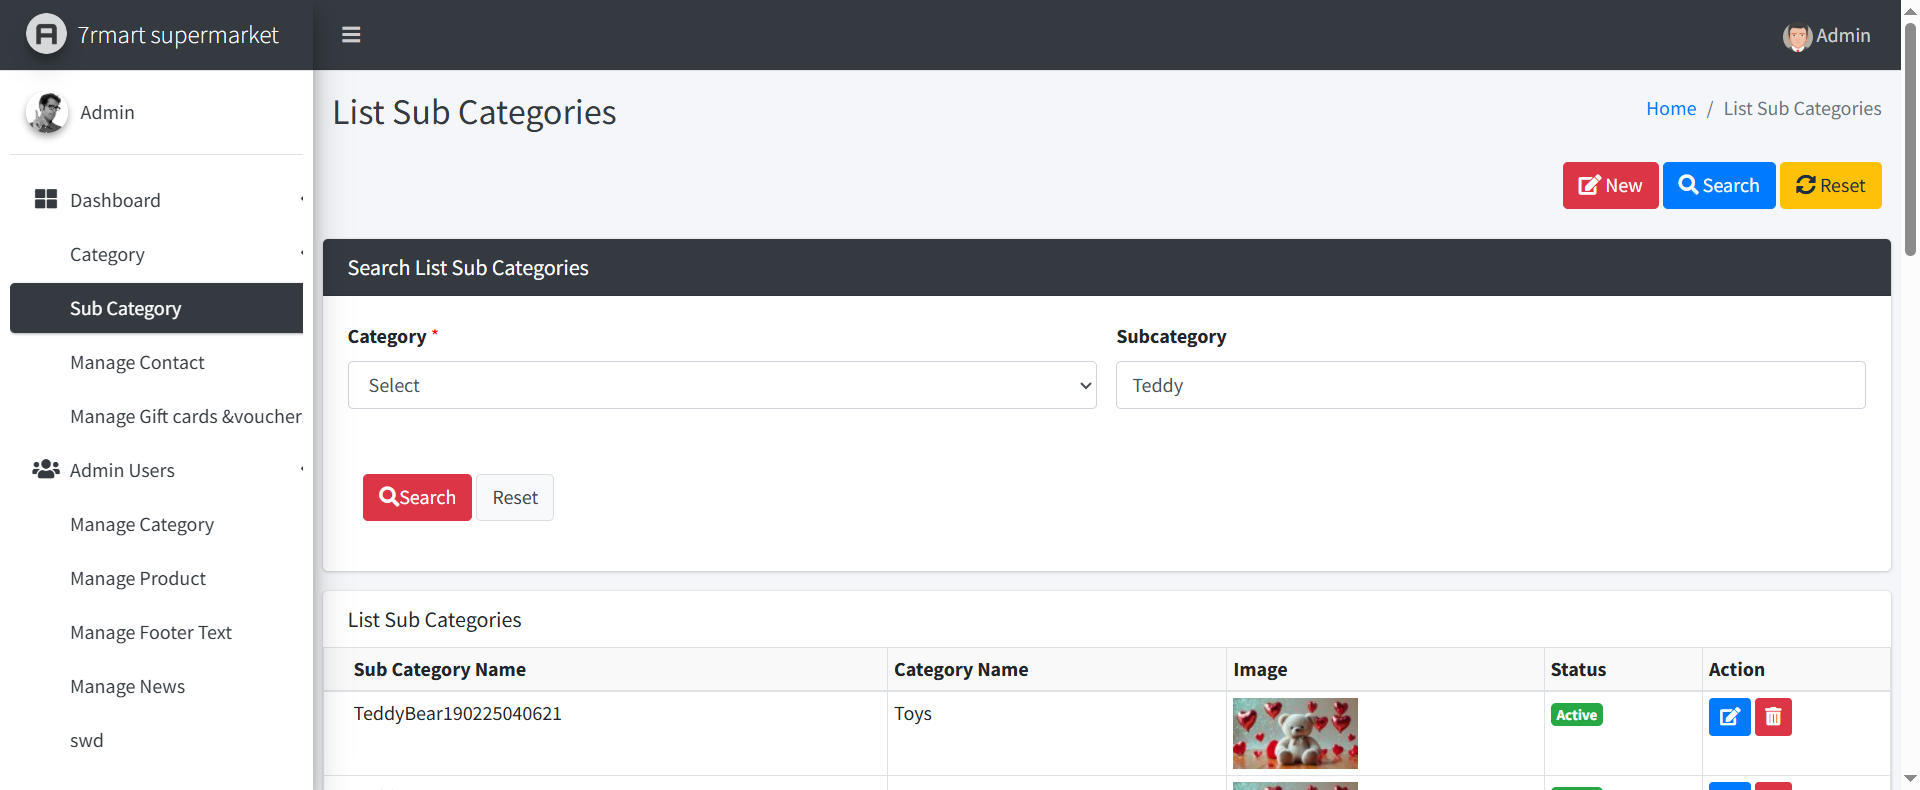 7rmart supermarket
Admin
Admin
List Sub Categories
Home / List Sub Categories
New
Search
Reset
Dashboard
Category
Sub Category
Manage Contact
Manage Gift cards &voucher
Admin Users
Manage Category
Manage Product
Manage Footer Text
Manage News
swd
Search List Sub Categories
Category *
Subcategory
Select
Teddy
Search
Reset
List Sub Categories
Sub Category Name Category Name Image Status Action
TeddyBear190225040621 Toys Active